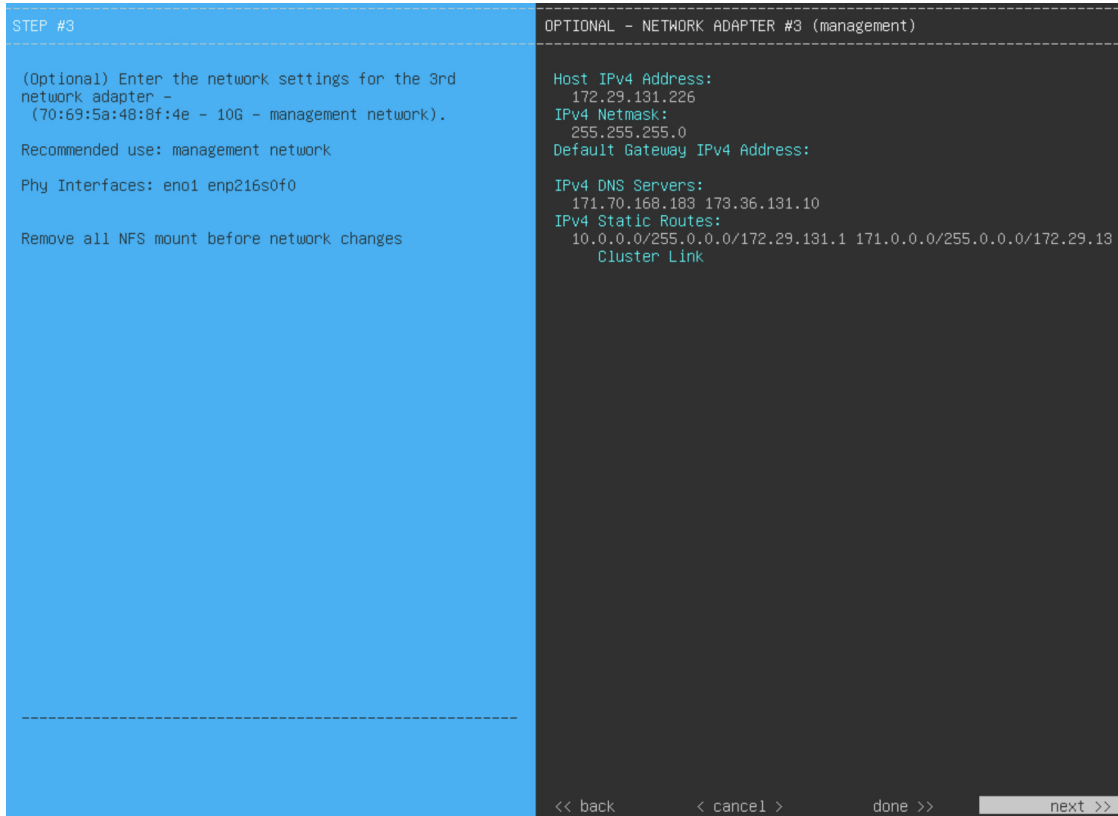 STEP #3
(Optional) Enter the network settings for the 3rd
network adapter –
(70:69:5a:48:8f:4e – 10G – management network).
Recommended use: management network
Phy Interfaces: eno1 enp216s0f0
Remove all NFS mount before network changes
OPTIONAL – NETWORK ADAPTER #3 (management)
Host IPv4 Address:
172.29.131.226
IPv4 Netmask:
255.255.255.0
Default Gateway IPv4 Address:
IPv4 DNS Servers:
171.70.168.183 173.36.131.10
IPv4 Static Routes:
10.0.0.0/255.0.0.0/172.29.131.1 171.0.0.0/255.0.0.0/172.29.13
Cluster Link
<< back < cancel > done >> next >>